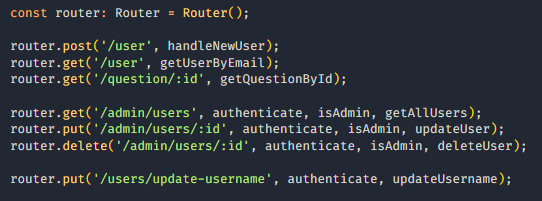 const router: Router = Router();
router.post('/user', handleNewUser);
router.get('/user', getUserByEmail);
router.get('/question/:id', getQuestionById);
router.get('/admin/users', authenticate, isAdmin, getAllUsers);
router.put('/admin/users/:id', authenticate, isAdmin, updateUser);
router.delete('/admin/users/:id', authenticate, isAdmin, deleteUser);
router.put('/users/update-username', authenticate, updateUsername);